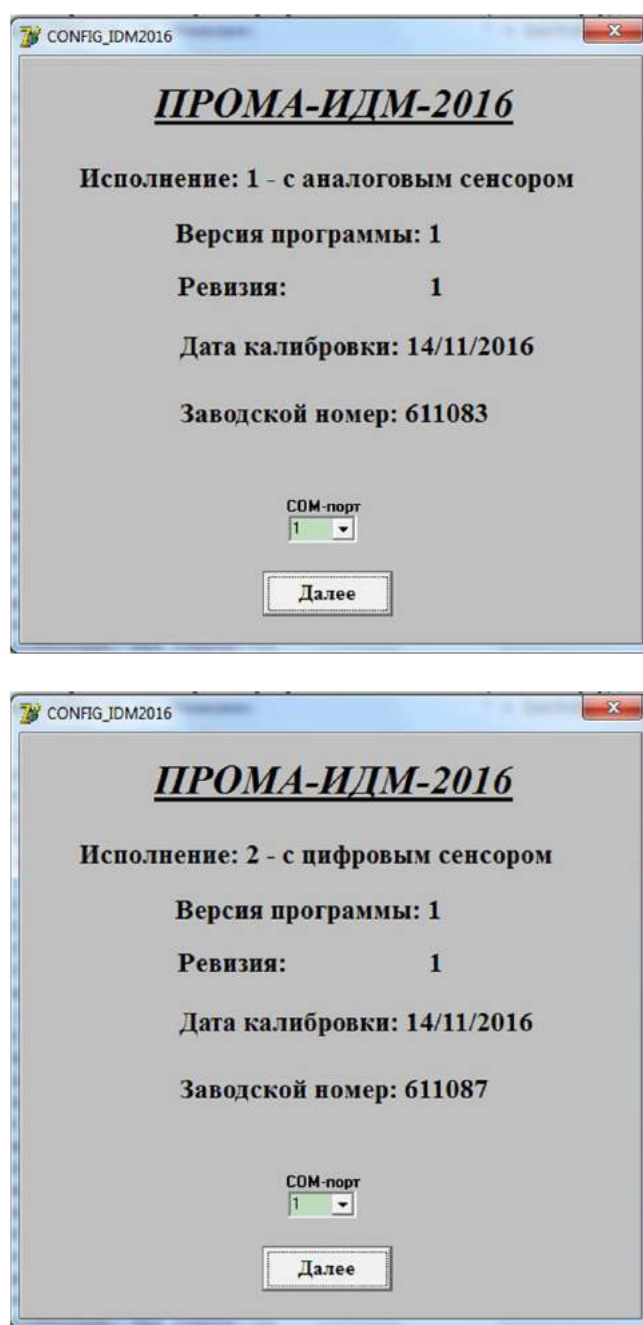 CONFIG_IDM2016
ПРОМА-ИДМ-2016
Исполнение: 1 - с аналоговым сенсором
Версия программы: 1
Ревизия: 1
Дата калибровки: 14/11/2016
Заводской номер: 611083
COM-порт
1
Далее
CONFIG_IDM2016
ПРОМА-ИДМ-2016
Исполнение: 2 - с цифровым сенсором
Версия программы: 1
Ревизия: 1
Дата калибровки: 14/11/2016
Заводской номер: 611087
COM-порт
1
Далее